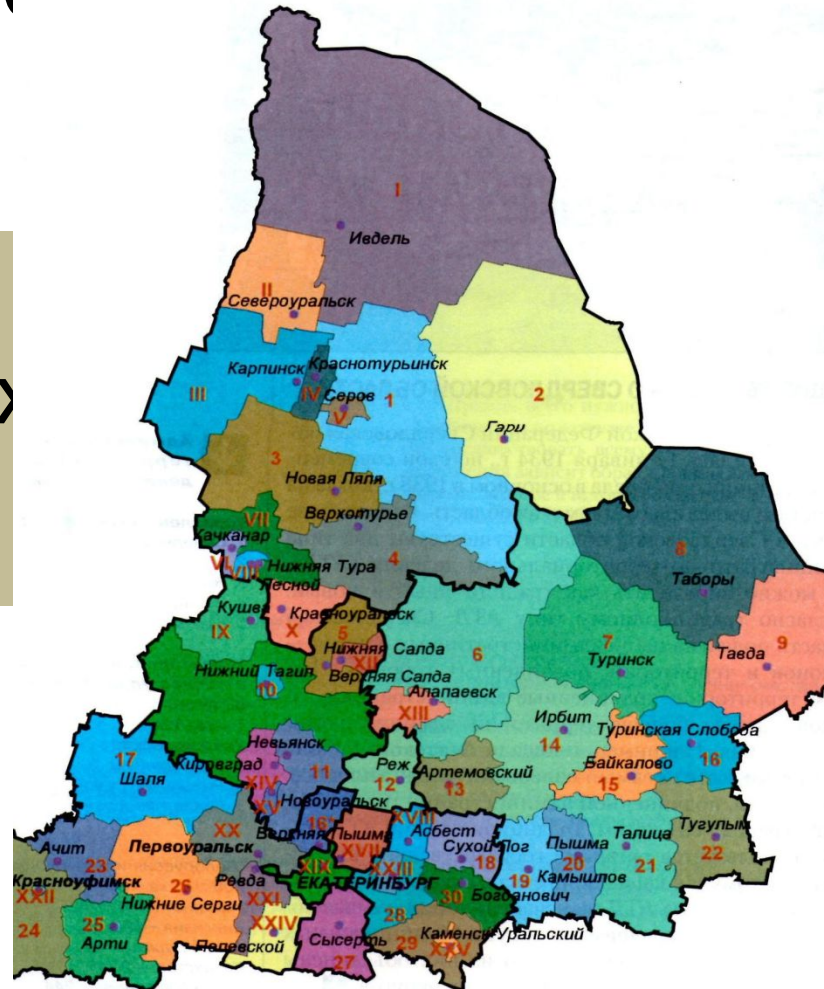 I
Ивдель
II
Североуральск
2
Гари
III
Карпинск
Краснотурьинск
IV
Серов
V
1
3
Новая Ляля
Верхотурье
4
VII
Качканар
VI
VIII
Нижняя Тура
Лесной
Кушва
IX
Красноуральск
X
5
Нижняя Салда
XII
Верхняя Салда
6
Алапаевск
XIII
7
Туринск
8
Таборы
9
Тавда
Нижний Тагил
10
Ирбит
14
Туринская Слобода
16
Байкалово
15
17
Шаля
Невьянск
Кировград
XIV
11
XV
Новоуральск
Реж
12
Артемовский
13
XX
Первоуральск
Верхняя Пышма
XVII
XVIII
Асбест
Сухой Лог
18
Пышма
20
Камышлов
19
Талица
21
Тугулым
22
Ачит
23
Красноуфимск
XXII
24
26
Нижние Серги
25
Арти
Ревда
XXI
XIX
ЕКАТЕРИНБУРГ
XXIII
Богданович
30
28
29
Каменск-Уральский
XXV
XXIV
Полевской
Сысерть
27